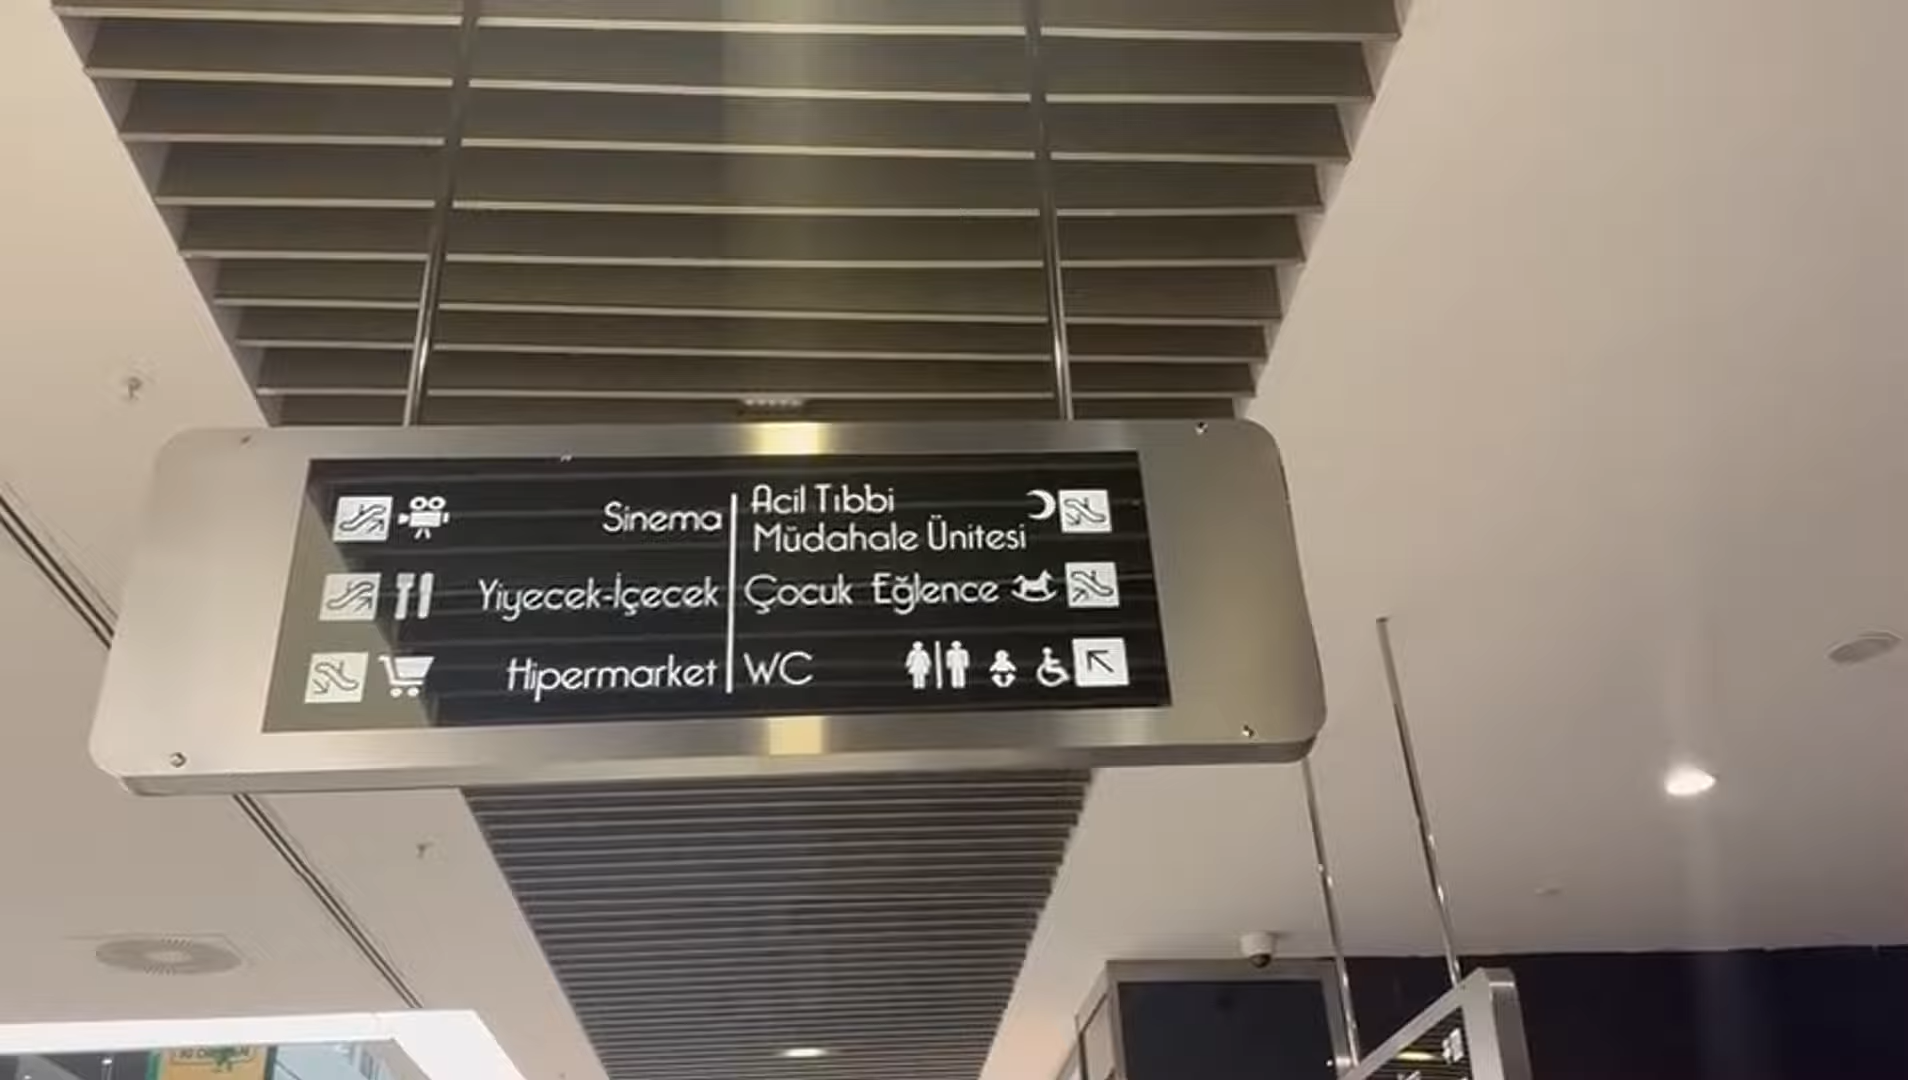 Sinema
Yiyecek-İçecek
Hipermarket
Acil Tıbbi
Müdahale Ünitesi
Çocuk Eğlence
WC